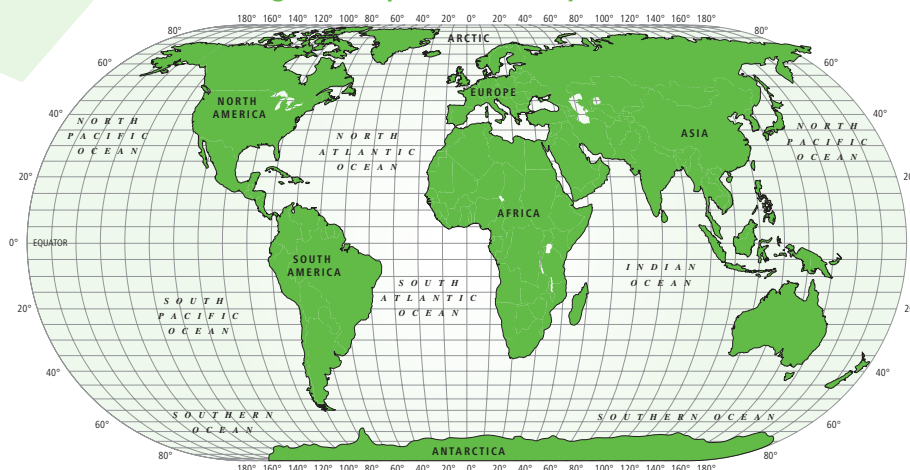 180° 160° 140° 120° 100° 80° 60° 40° 20° 0° 20° 40° 60° 80° 100° 120° 140° 160° 180°
80° 80°
ARCTIC
60° 60°
EUROPE
NORTH
AMERICA
40° 40°
NORTH
PACIFIC
OCEAN
NORTH
ATLANTIC
OCEAN
ASIA
NORTH
PACIFIC
OCEAN
20°
AFRICA
0° EQUATOR
SOUTH
AMERICA
INDIAN
OCEAN
SOUTH
ATLANTIC
OCEAN
SOUTH
PACIFIC
OCEAN
20°
40° 40°
SOUTHERN
OCEAN
SOUTHERN OCEAN
60° 60°
ANTARCTICA
80° 80°
180° 160° 140° 120° 100° 80° 60° 40° 20° 0° 20° 40° 60° 80° 100° 120° 140° 160° 180°